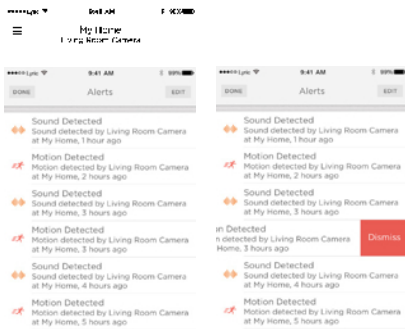 Lyric 9:41 AM
My Home
Living Room Camera
Lyric 9:41 AM 99%
DONE Alerts EDIT
Sound Detected
Sound detected by Living Room Camera
at My Home, 1 hour ago
Motion Detected
Motion detected by Living Room Camera
at My Home, 2 hours ago
Sound Detected
Sound detected by Living Room Camera
at My Home, 3 hours ago
Motion Detected
Motion detected by Living Room Camera
at My Home, 3 hours ago
Sound Detected
Sound detected by Living Room Camera
at My Home, 4 hours ago
Motion Detected
Motion detected by Living Room Camera
at My Home, 5 hours ago
Lyric 9:41 AM 99%
DONE Alerts EDIT
Sound Detected
Sound detected by Living Room Camera
at My Home, 1 hour ago
Motion Detected
Motion detected by Living Room Camera
at My Home, 2 hours ago
Sound Detected
Sound detected by Living Room Camera
at My Home, 3 hours ago
n Detected
n detected by Living Room Camera
Home, 3 hours ago
Dismiss
Sound Detected
Sound detected by Living Room Camera
at My Home, 4 hours ago
Motion Detected
Motion detected by Living Room Camera
at My Home, 5 hours ago